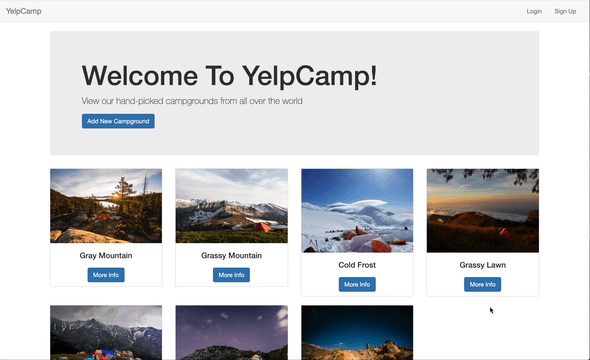 YelpCamp
Login
Sign Up
Welcome To YelpCamp!
View our hand-picked campgrounds from all over the world
Add New Campground
Gray Mountain
Grassy Mountain
Cold Frost
Grassy Lawn
More Info
More Info
More Info
More Info